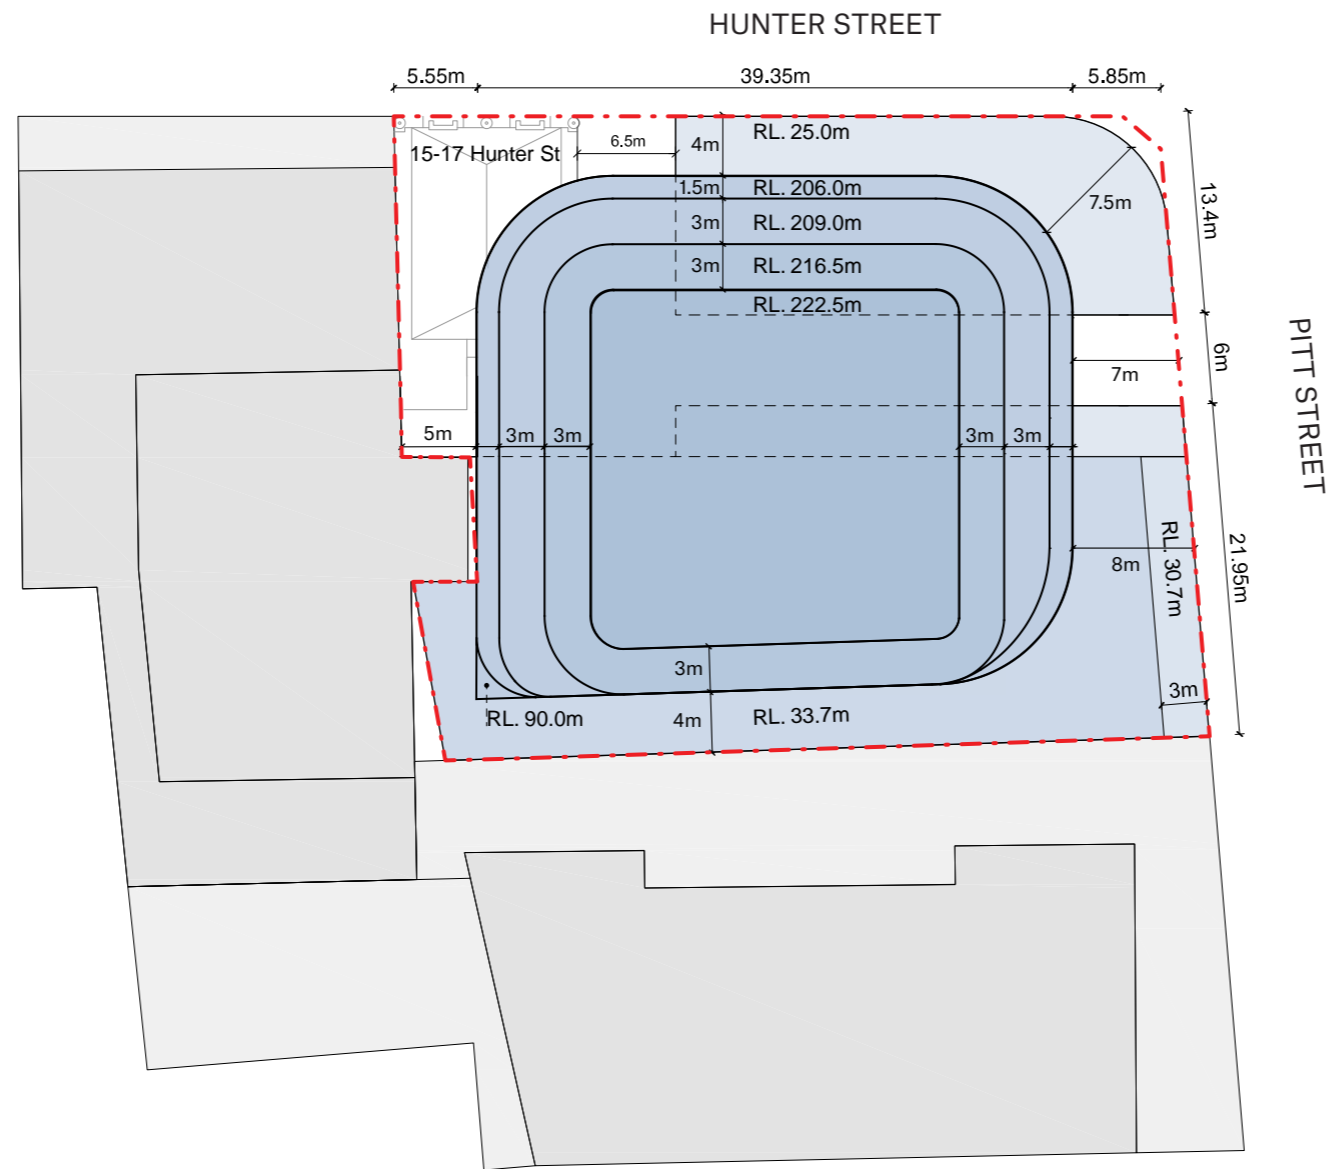 HUNTER STREET
5.55m
39.35m
5.85m
15-17 Hunter St
6.5m
4m
RL. 25.0m
1.5m
RL. 206.0m
7.5m
13.4m
3m
RL. 209.0m
3m
RL. 216.5m
RL. 222.5m
PITT STREET
6m
7m
5m
3m
3m
3m
3m
8m
RL. 30.7m
21.95m
3m
3m
RL. 90.0m
4m
RL. 33.7m